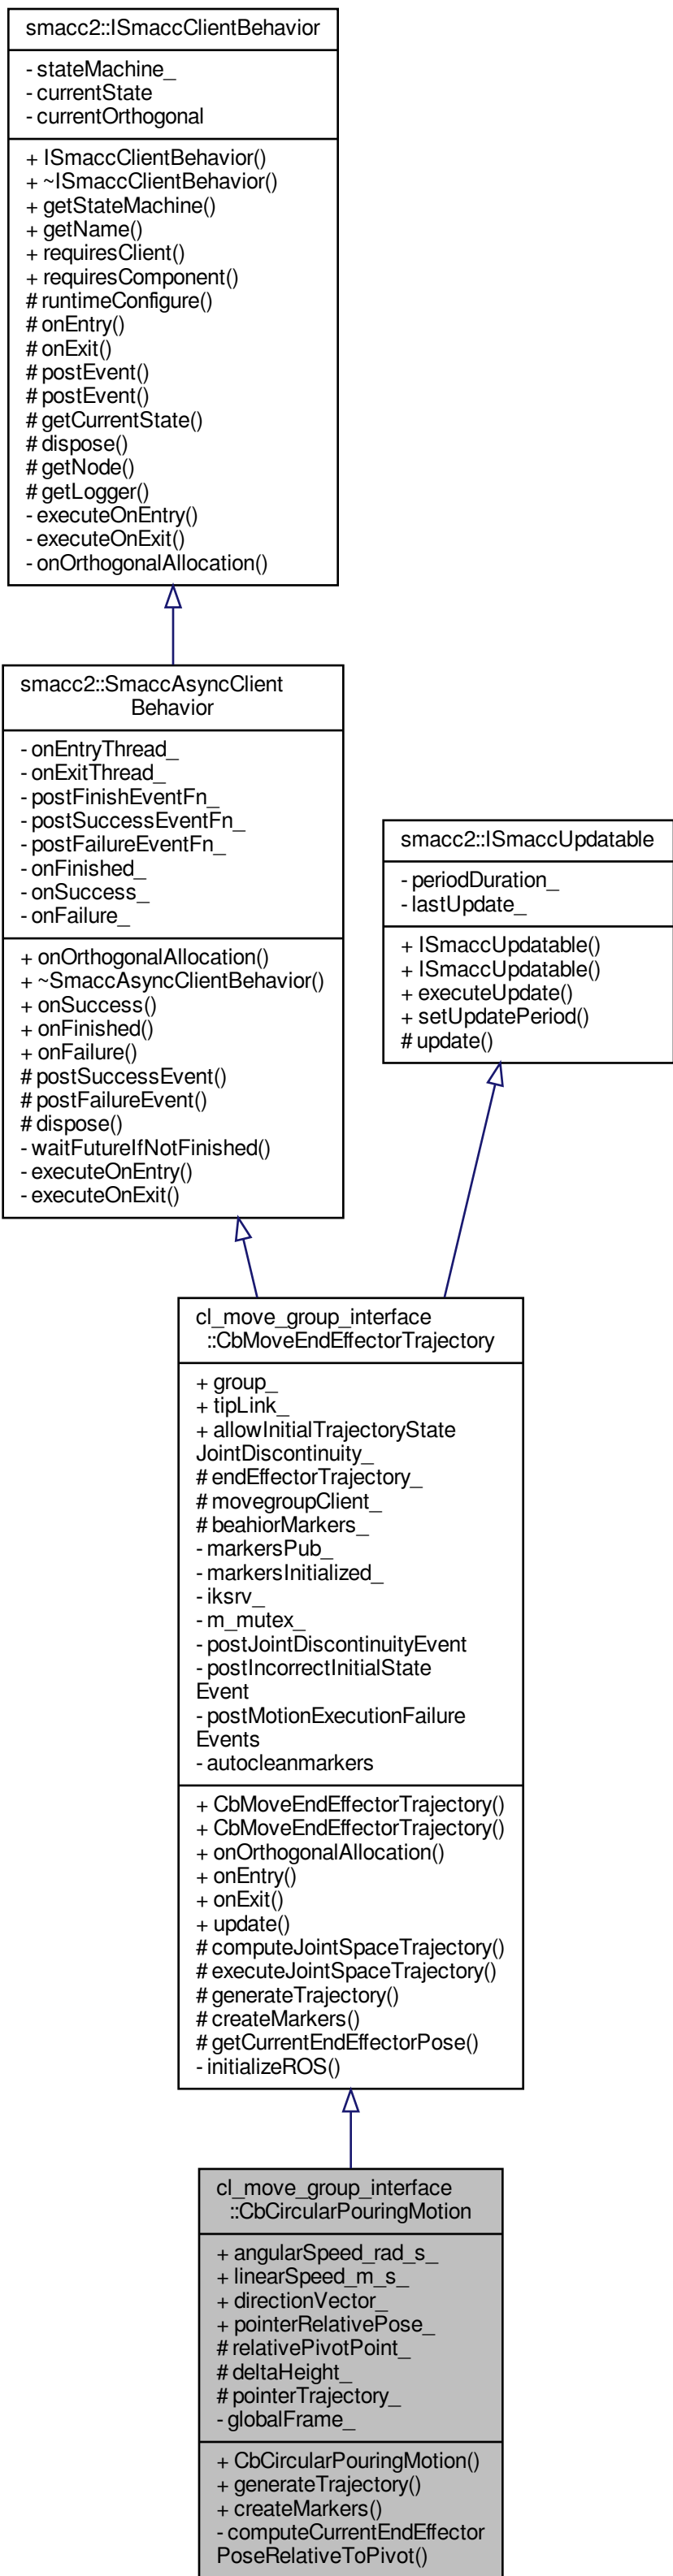 smacc2::ISmaccClientBehavior
- stateMachine_
- currentState
- currentOrthogonal
+ ISmaccClientBehavior()
+ ~ISmaccClientBehavior()
+ getStateMachine()
+ getName()
+ requiresClient()
+ requiresComponent()
# runtimeConfigure()
# onEntry()
# onExit()
# postEvent()
# postEvent()
# getCurrentState()
# dispose()
# getNode()
# getLogger()
- executeOnEntry()
- executeOnExit()
- onOrthogonalAllocation()
smacc2::SmaccAsyncClient
Behavior
- onEntryThread_
- onExitThread_
- postFinishEventFn_
- postSuccessEventFn_
- postFailureEventFn_
- onFinished_
- onSuccess_
- onFailure_
+ onOrthogonalAllocation()
+ ~SmaccAsyncClientBehavior()
+ onSuccess()
+ onFinished()
+ onFailure()
# postSuccessEvent()
# postFailureEvent()
# dispose()
- waitFutureIfNotFinished()
- executeOnEntry()
- executeOnExit()
smacc2::ISmaccUpdatable
- periodDuration_
- lastUpdate_
+ ISmaccUpdatable()
+ ISmaccUpdatable()
+ executeUpdate()
+ setUpdatePeriod()
# update()
cl_move_group_interface
::CbMoveEndEffectorTrajectory
+ group_
+ tipLink_
+ allowInitialTrajectoryState
JointDiscontinuity_
# endEffectorTrajectory_
# movegroupClient_
# beahiorMarkers_
- markersPub_
- markersInitialized_
- iksrv_
- m_mutex_
- postJointDiscontinuityEvent
- postIncorrectInitialState
Event
- postMotionExecutionFailure
Events
- autocleanmarkers
+ CbMoveEndEffectorTrajectory()
+ CbMoveEndEffectorTrajectory()
+ onOrthogonalAllocation()
+ onEntry()
+ onExit()
+ update()
# computeJointSpaceTrajectory()
# executeJointSpaceTrajectory()
# generateTrajectory()
# createMarkers()
# getCurrentEndEffectorPose()
- initializeROS()
cl_move_group_interface
::CbCircularPouringMotion
+ angularSpeed_rad_s_
+ linearSpeed_m_s_
+ directionVector_
+ pointerRelativePose_
# relativePivotPoint_
# deltaHeight_
# pointerTrajectory_
- globalFrame_
+ CbCircularPouringMotion()
+ generateTrajectory()
+ createMarkers()
- computeCurrentEndEffector
PoseRelativeToPivot()